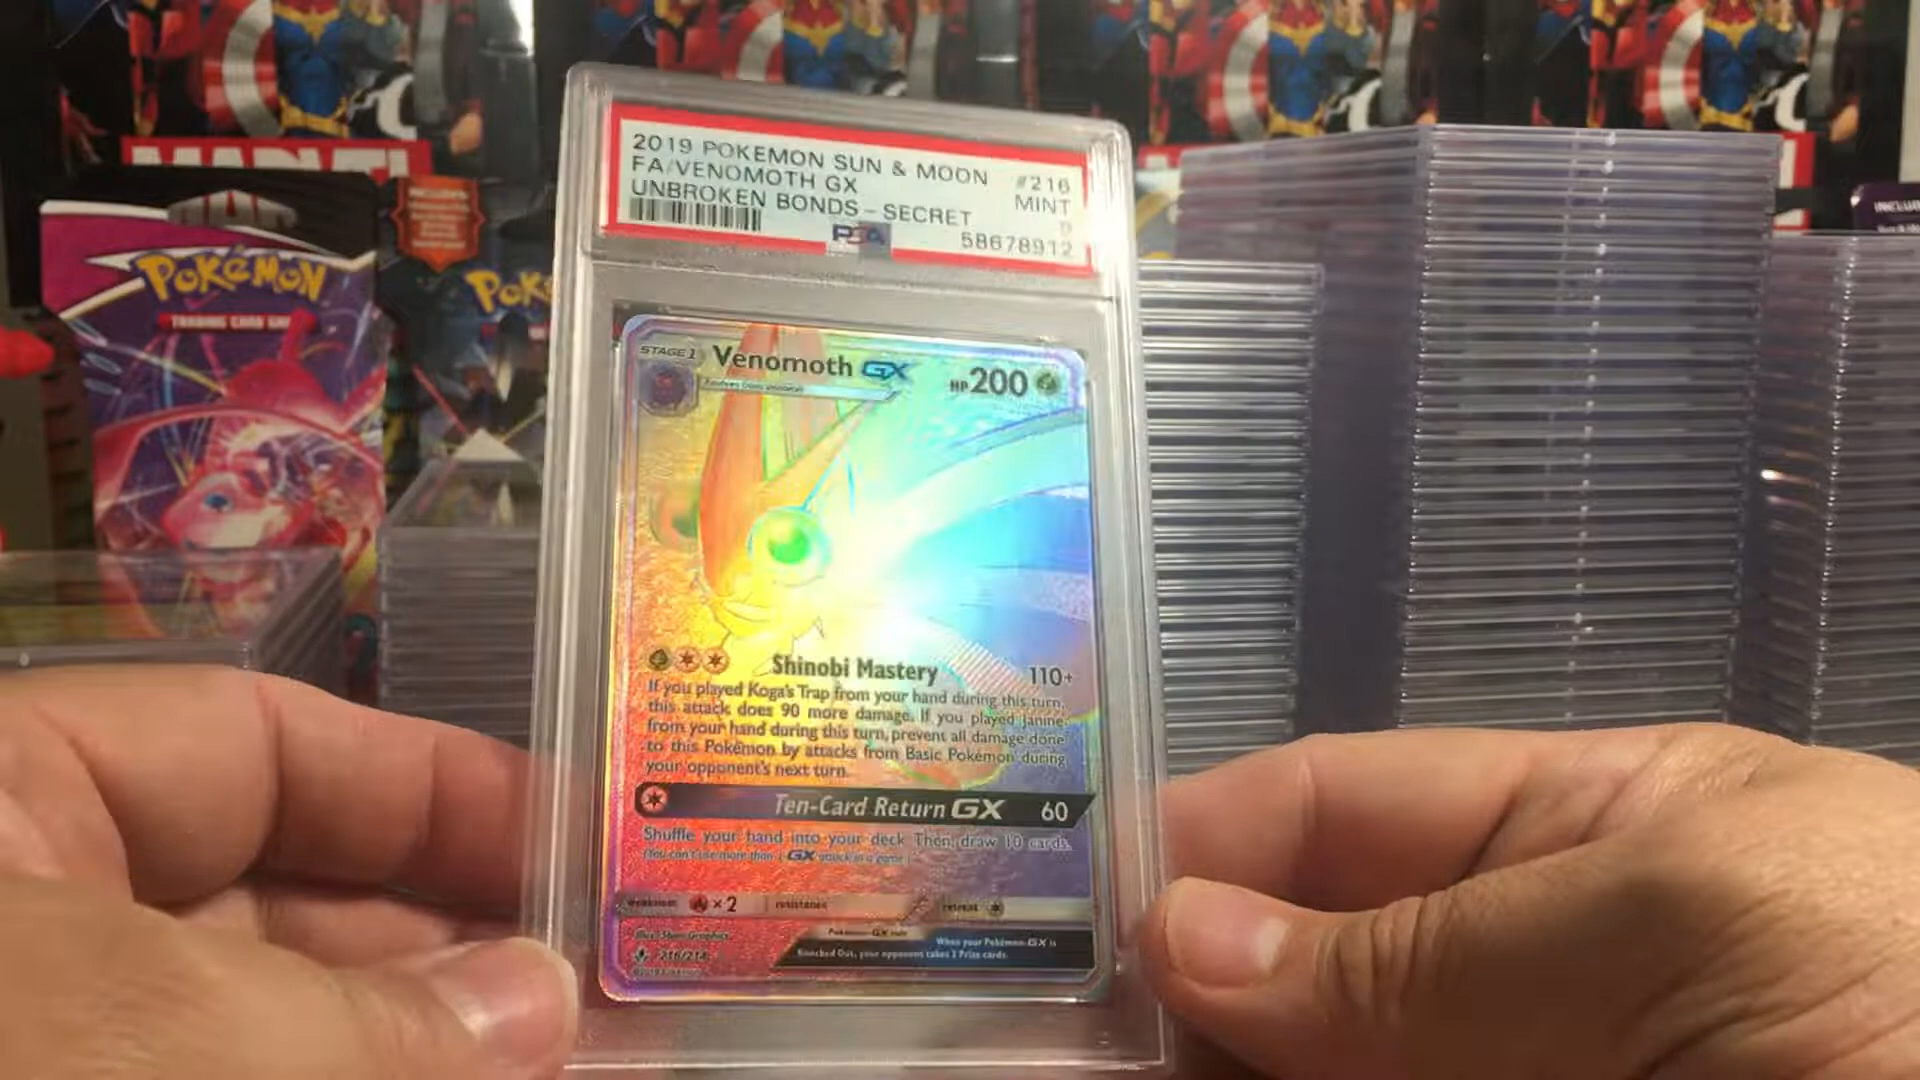 2019 POKEMON SUN & MOON #216
FA/VENOMOTH GX MINT
UNBROKEN BONDS - SECRET 9
PSA 58678912
MARVEL
POKéMON
TRADING CARD GAME
STAGE 1 Venomoth GX HP 200
Shinobi Mastery 110+
If you played Koga's Trap from your hand during this turn,
this attack does 90 more damage. If you played Janine
from your hand during this turn, prevent all damage done
to this Pokémon by attacks from Basic Pokémon during
your opponent's next turn.
Ten-Card Return GX 60
Shuffle your hand into your deck. Then, draw 10 cards.
(You can't use more than 1 GX attack in a game.)
weakness ×2 resistance retreat
Pokémon-GX rule
When your Pokémon-GX is
Knocked Out, your opponent takes 2 Prize cards.
216/214